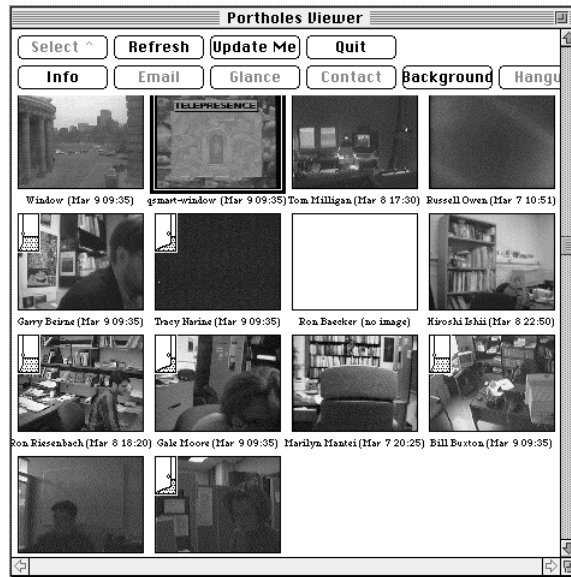 Portholes Viewer
Select ^ Refresh Update Me Quit
Info Email Glance Contact Background Hangu
TELEPRESENCE
Window (Mar 9 09:35) qsmart-window (Mar 9 09:35) Tom Milligan (Mar 8 17:30) Russell Owen (Mar 7 10:51)
Garry Beirne (Mar 9 09:35) Tracy Narine (Mar 9 09:35) Ron Baecker (no image) Hiroshi Ishii (Mar 8 22:50)
Ron Riesenbach (Mar 8 18:20) Gale Moore (Mar 9 09:35) Marilyn Mantei (Mar 7 20:25) Bill Buxton (Mar 9 09:35)